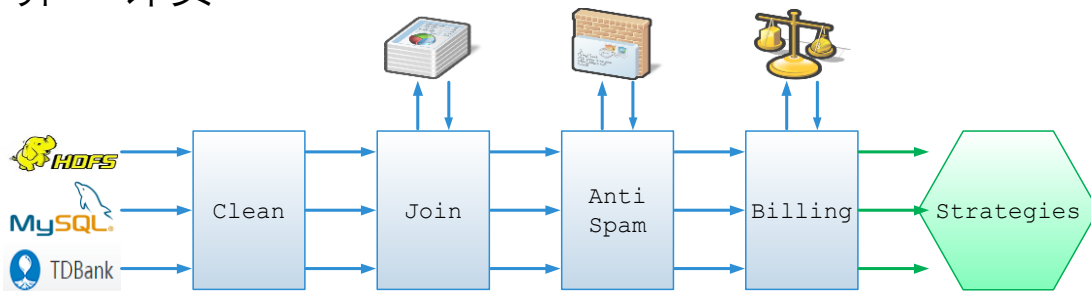 HDFS
MySQL
TDBank
Clean
Join
Anti
Spam
Billing
Strategies